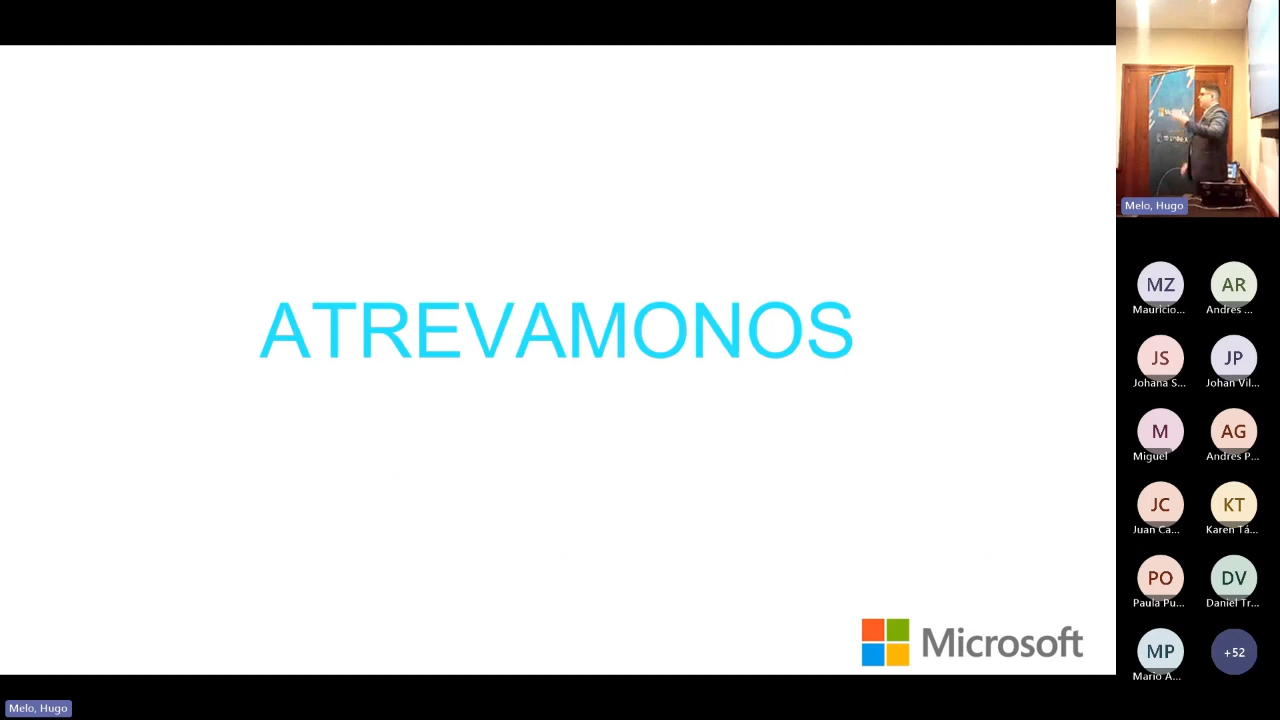 ATREVAMONOS
Microsoft
Melo, Hugo
MZ
Mauricio...
AR
Andres ...
JS
Johana S...
JP
Johan Vil...
M
Miguel
AG
Andres P...
JC
Juan Ca...
KT
Karen Tá...
PO
Paula Pu...
DV
Daniel Tr...
MP
Mario A...
+52
Melo, Hugo